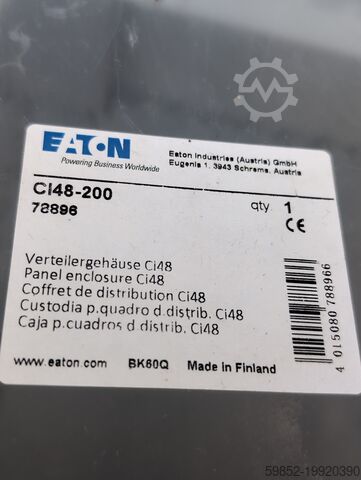 EATON
Powering Business Worldwide
Eaton Industries (Austria) GmbH
Eugenia 1, 3943 Schrems, Austria
CI48-200
72896
qty. 1
CE
Verteilergehäuse Ci48
Panel enclosure Ci48
Coffret de distribution Ci48
Custodia p.quadro d.distrib. Ci48
Caja p.cuadros d.distrib. Ci48
4 015080 788966
www.eaton.com BK60Q Made in Finland
59852-19920390